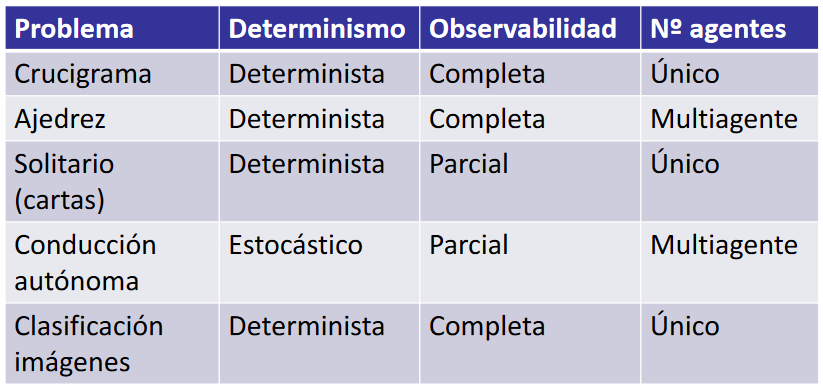 Problema Determinismo Observabilidad Nº agentes
Crucigrama Determinista Completa Único
Ajedrez Determinista Completa Multiagente
Solitario (cartas) Determinista Parcial Único
Conducción autónoma Estocástico Parcial Multiagente
Clasificación imágenes Determinista Completa Único